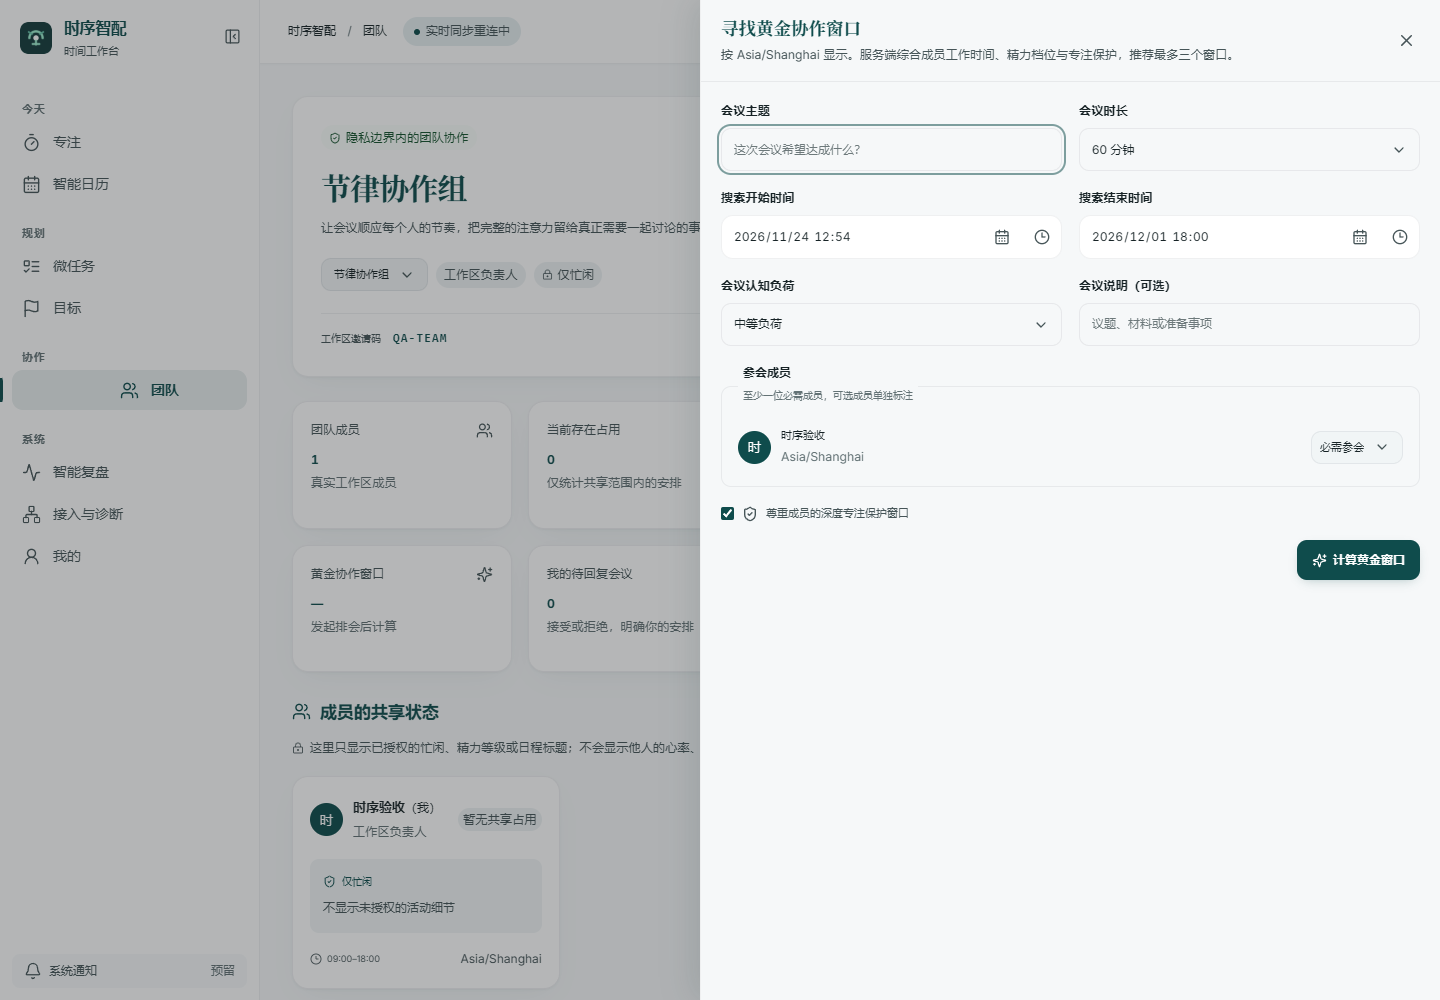 时序智配
时间工作台
今天
专注
智能日历
规划
微任务
目标
协作
团队
系统
智能复盘
接入与诊断
我的
系统通知
预留
时序智配 / 团队
实时同步重连中
隐私边界内的团队协作
节律协作组
让会议顺应每个人的节奏，把完整的注意力留给真正需要一起讨论的事
节律协作组
工作区负责人
仅忙闲
工作区邀请码 QA-TEAM
团队成员
1
真实工作区成员
当前存在占用
0
仅统计共享范围内的安排
黄金协作窗口
—
发起排会后计算
我的待回复会议
0
接受或拒绝，明确你的安排
成员的共享状态
这里只显示已授权的忙闲、精力等级或日程标题；不会显示他人的心率、
时
时序验收（我）
工作区负责人
暂无共享占用
仅忙闲
不显示未授权的活动细节
09:00–18:00
Asia/Shanghai
寻找黄金协作窗口
按 Asia/Shanghai 显示。服务端综合成员工作时间、精力档位与专注保护，推荐最多三个窗口。
会议主题
这次会议希望达成什么？
会议时长
60 分钟
搜索开始时间
2026/11/24 12:54
搜索结束时间
2026/12/01 18:00
会议认知负荷
中等负荷
会议说明（可选）
议题、材料或准备事项
参会成员
至少一位必需成员，可选成员单独标注
时
时序验收
Asia/Shanghai
必需参会
尊重成员的深度专注保护窗口
计算黄金窗口